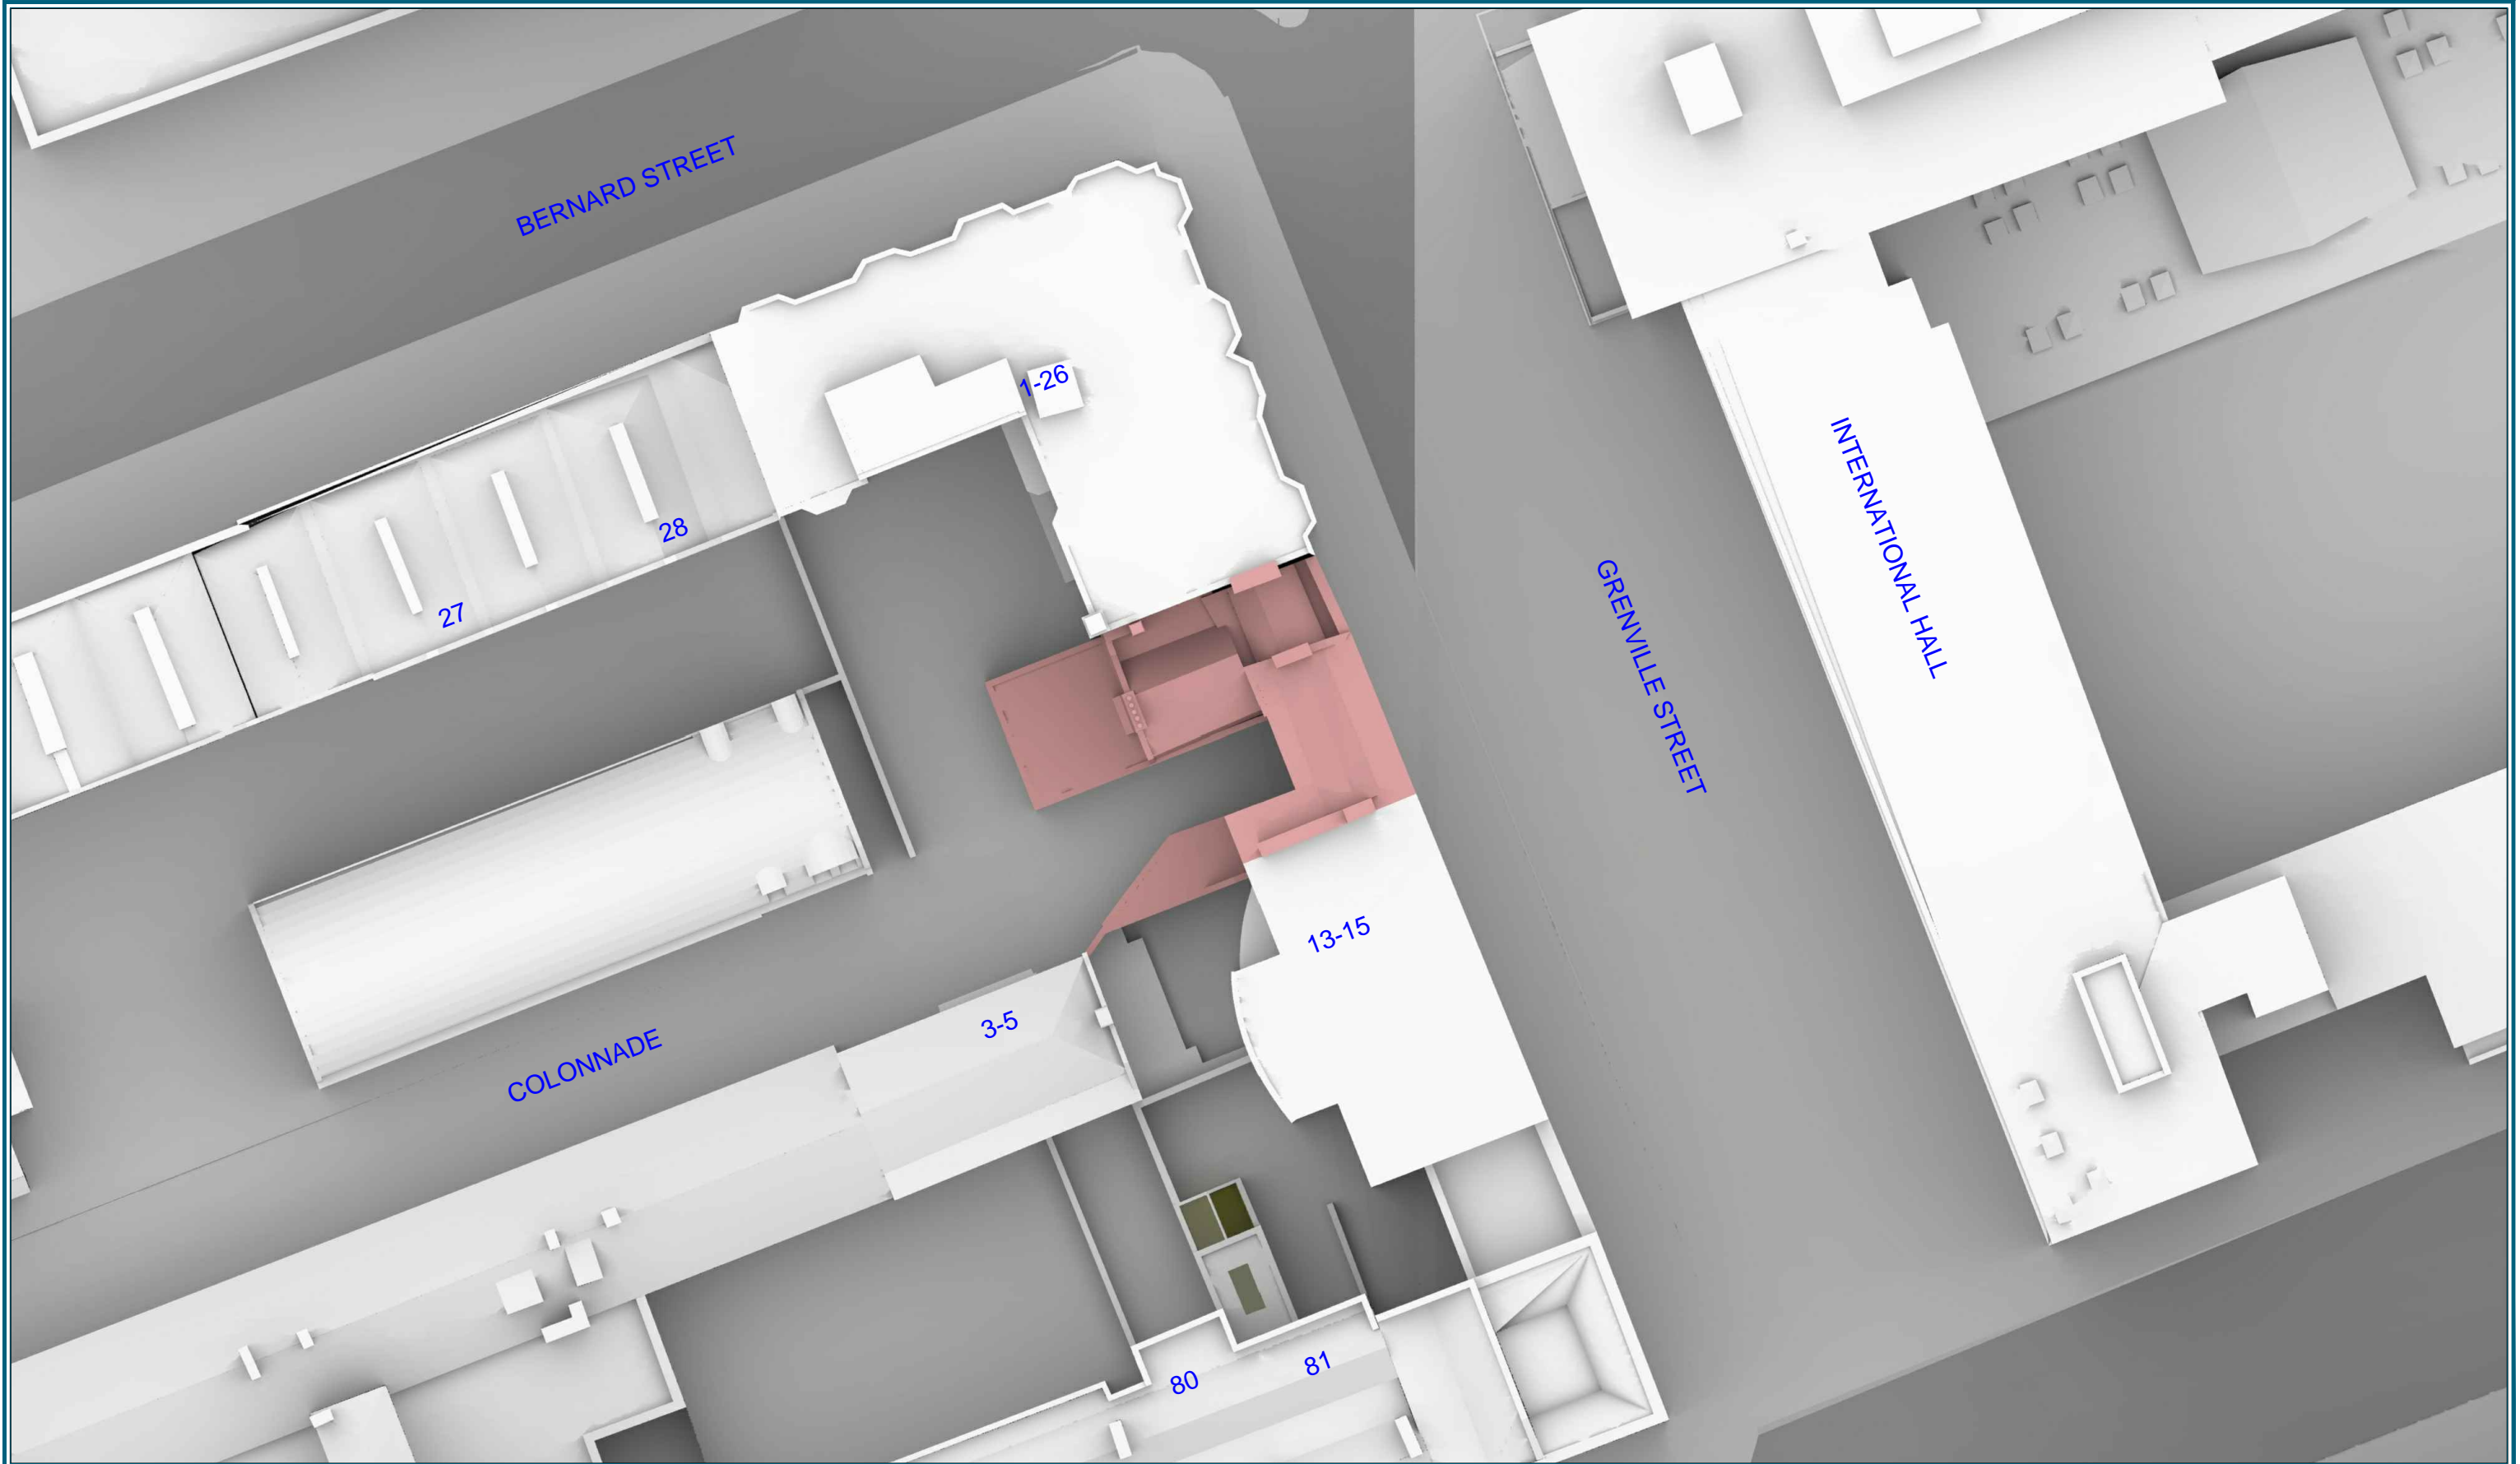 BERNARD STREET
1-26
INTERNATIONAL HALL
28
GRENVILLE STREET
27
13-15
3-5
COLONNADE
81
80